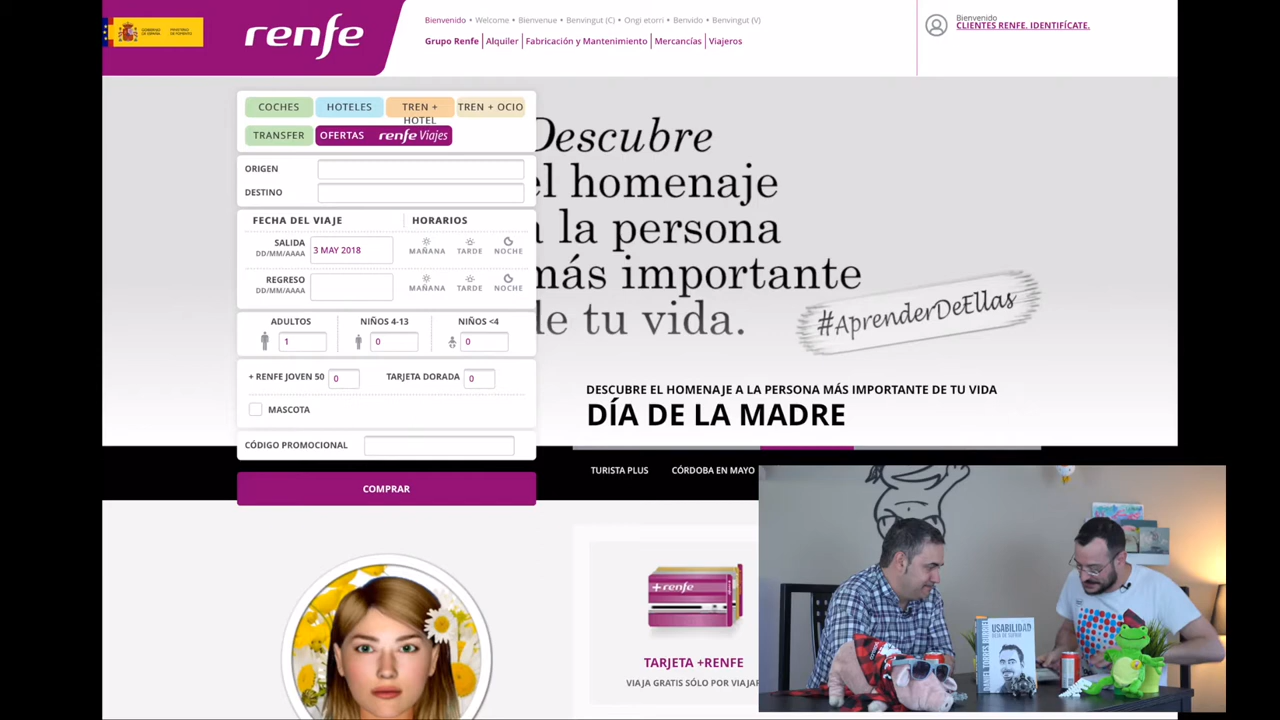 renfe
Bienvenido • Welcome • Bienvenue • Benvingut (C) • Ongi etorri • Benvido • Benvingut (V)
Grupo Renfe | Alquiler | Fabricación y Mantenimiento | Mercancías | Viajeros
Bienvenido
CLIENTES RENFE. IDENTIFÍCATE.
COCHES
HOTELES
TREN + HOTEL
TREN + OCIO
TRANSFER
OFERTAS renfe Viajes
ORIGEN
DESTINO
FECHA DEL VIAJE
HORARIOS
SALIDA
DD/MM/AAAA
3 MAY 2018
MAÑANA TARDE NOCHE
REGRESO
DD/MM/AAAA
MAÑANA TARDE NOCHE
ADULTOS
NIÑOS 4-13
NIÑOS <4
1
0
0
+ RENFE JOVEN 50
0
TARJETA DORADA
0
MASCOTA
CÓDIGO PROMOCIONAL
COMPRAR
Descubre
el homenaje
a la persona
más importante
de tu vida.
#AprenderDeEllas
DESCUBRE EL HOMENAJE A LA PERSONA MÁS IMPORTANTE DE TU VIDA
DÍA DE LA MADRE
TURISTA PLUS
CÓRDOBA EN MAYO
+renfe
TARJETA +RENFE
VIAJA GRATIS SÓLO POR VIAJAR
USABILIDAD